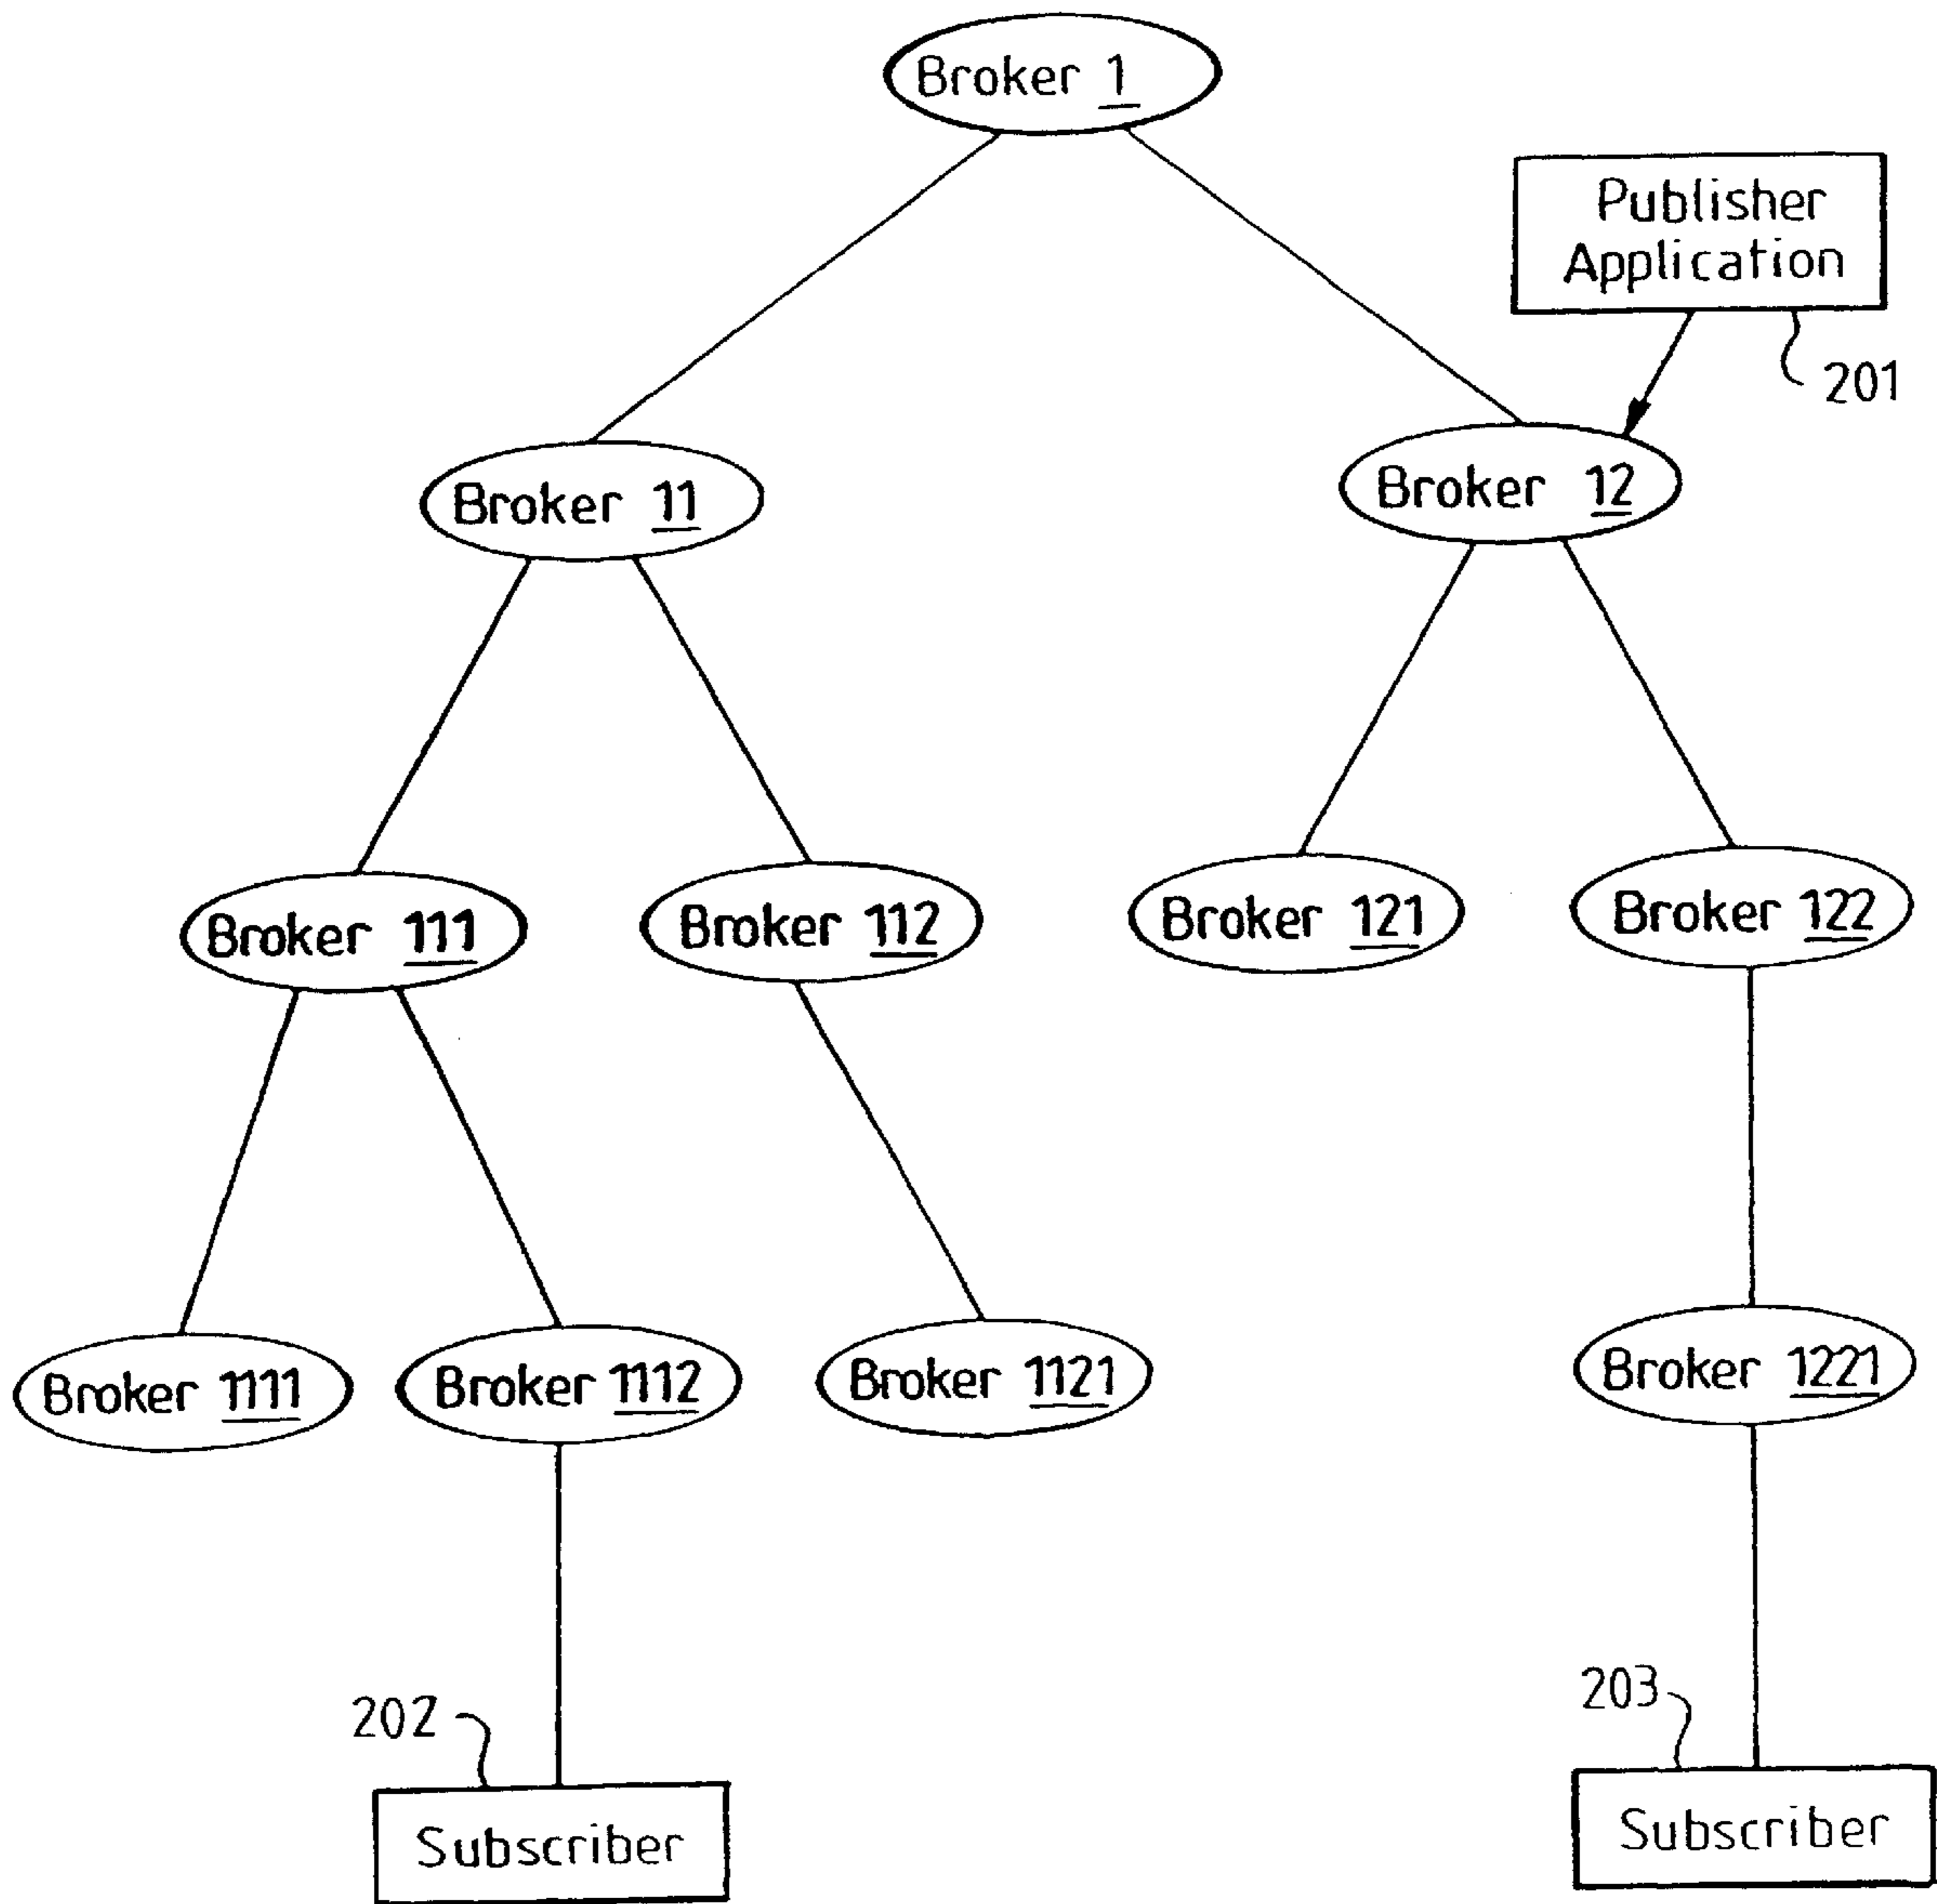 Broker 1
Publisher
Application
201
Broker 11
Broker 12
Broker 111
Broker 112
Broker 121
Broker 122
Broker 1111
Broker 1112
Broker 1121
Broker 1221
202
203
Subscriber
Subscriber